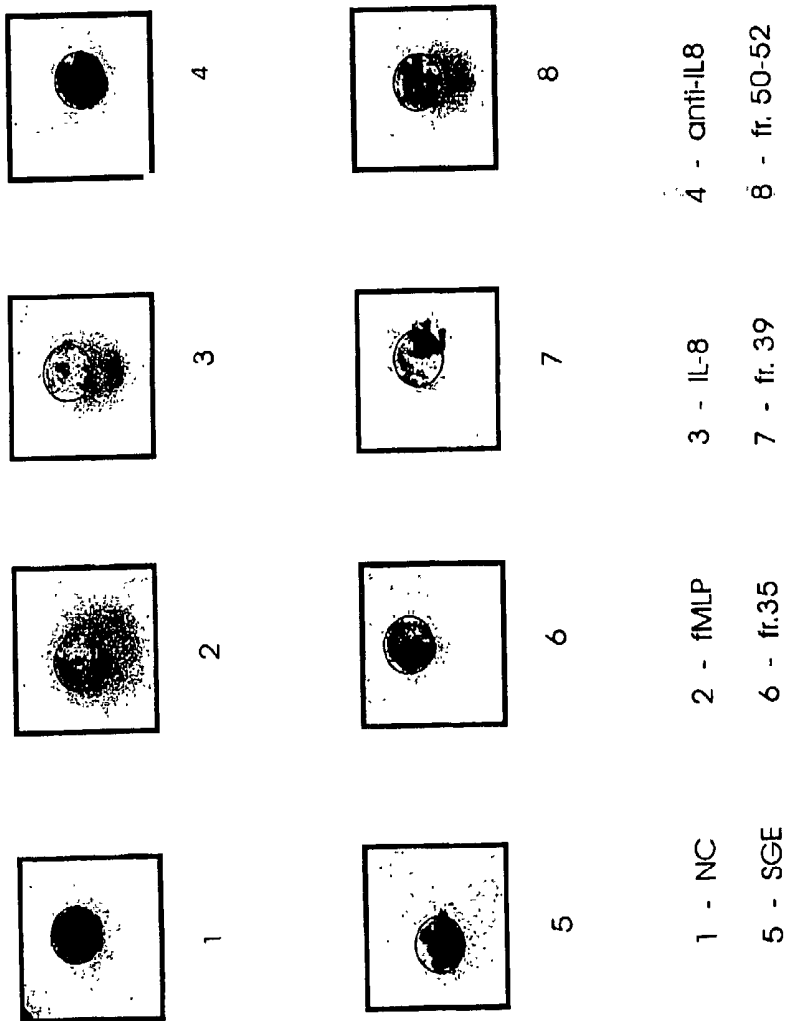 1 2 3 4
5 6 7 8
1 - NC 2 - fMLP 3 - IL-8 4 - anti-IL8
5 - SGE 6 - fr.35 7 - fr. 39 8 - fr. 50-52